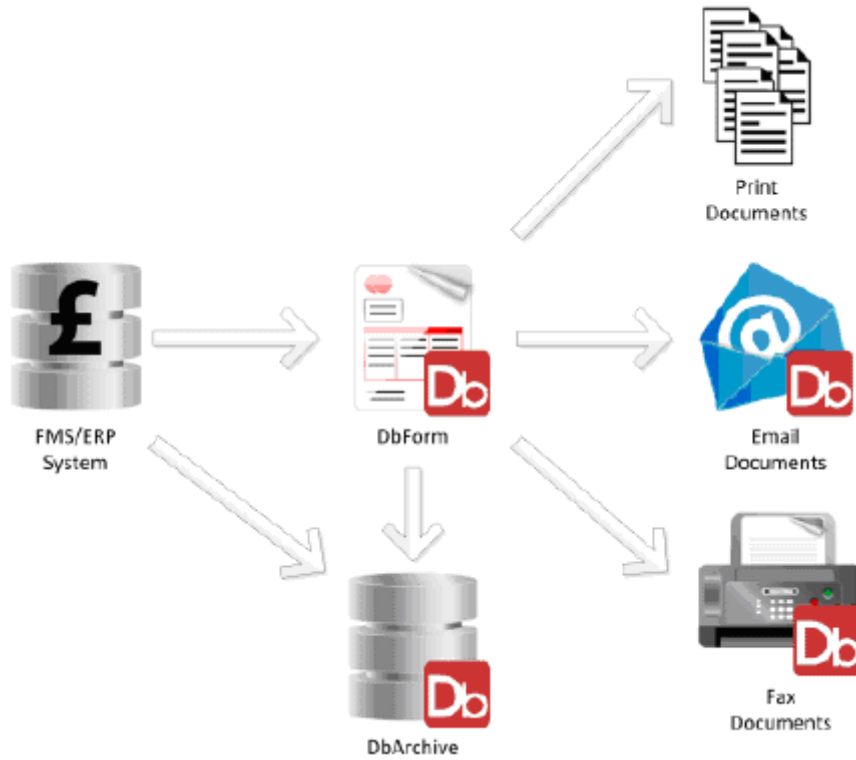 Print
Documents
£
@
Db
Db
FMS/ERP
System
DbForm
Email
Documents
Db
Db
DbArchive
Fax
Documents